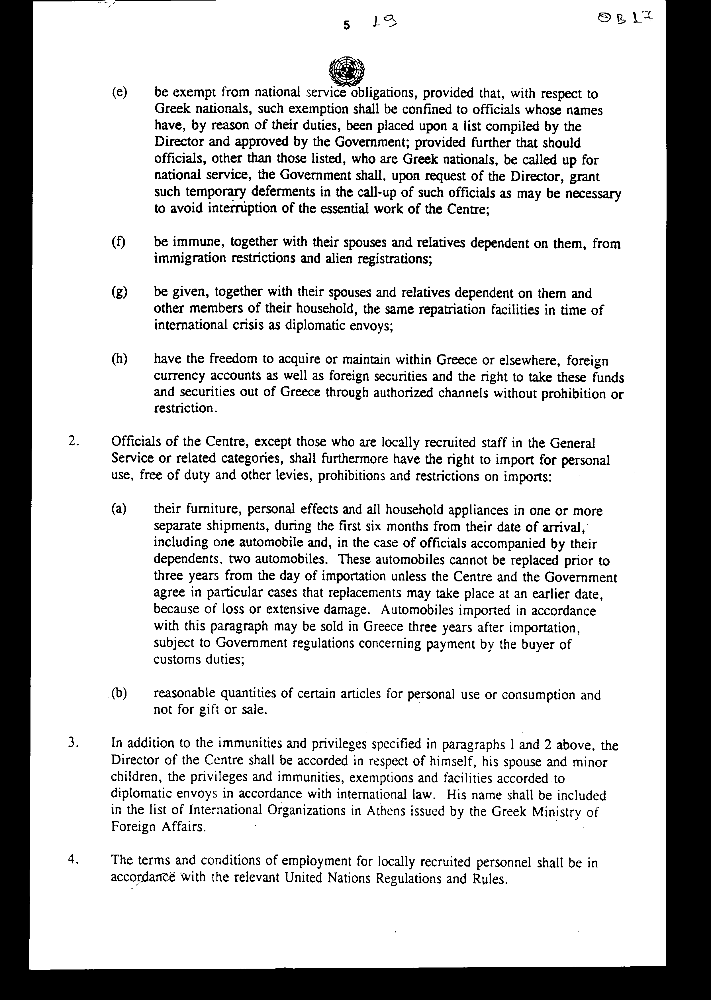 5 19 ΘB17
(e) be exempt from national service obligations, provided that, with respect to
Greek nationals, such exemption shall be confined to officials whose names
have, by reason of their duties, been placed upon a list compiled by the
Director and approved by the Government; provided further that should
officials, other than those listed, who are Greek nationals, be called up for
national service, the Government shall, upon request of the Director, grant
such temporary deferments in the call-up of such officials as may be necessary
to avoid interruption of the essential work of the Centre;
(f) be immune, together with their spouses and relatives dependent on them, from
immigration restrictions and alien registrations;
(g) be given, together with their spouses and relatives dependent on them and
other members of their household, the same repatriation facilities in time of
international crisis as diplomatic envoys;
(h) have the freedom to acquire or maintain within Greece or elsewhere, foreign
currency accounts as well as foreign securities and the right to take these funds
and securities out of Greece through authorized channels without prohibition or
restriction.
2. Officials of the Centre, except those who are locally recruited staff in the General
Service or related categories, shall furthermore have the right to import for personal
use, free of duty and other levies, prohibitions and restrictions on imports:
(a) their furniture, personal effects and all household appliances in one or more
separate shipments, during the first six months from their date of arrival,
including one automobile and, in the case of officials accompanied by their
dependents, two automobiles. These automobiles cannot be replaced prior to
three years from the day of importation unless the Centre and the Government
agree in particular cases that replacements may take place at an earlier date,
because of loss or extensive damage. Automobiles imported in accordance
with this paragraph may be sold in Greece three years after importation,
subject to Government regulations concerning payment by the buyer of
customs duties;
(b) reasonable quantities of certain articles for personal use or consumption and
not for gift or sale.
3. In addition to the immunities and privileges specified in paragraphs 1 and 2 above, the
Director of the Centre shall be accorded in respect of himself, his spouse and minor
children, the privileges and immunities, exemptions and facilities accorded to
diplomatic envoys in accordance with international law. His name shall be included
in the list of International Organizations in Athens issued by the Greek Ministry of
Foreign Affairs.
4. The terms and conditions of employment for locally recruited personnel shall be in
accordance with the relevant United Nations Regulations and Rules.